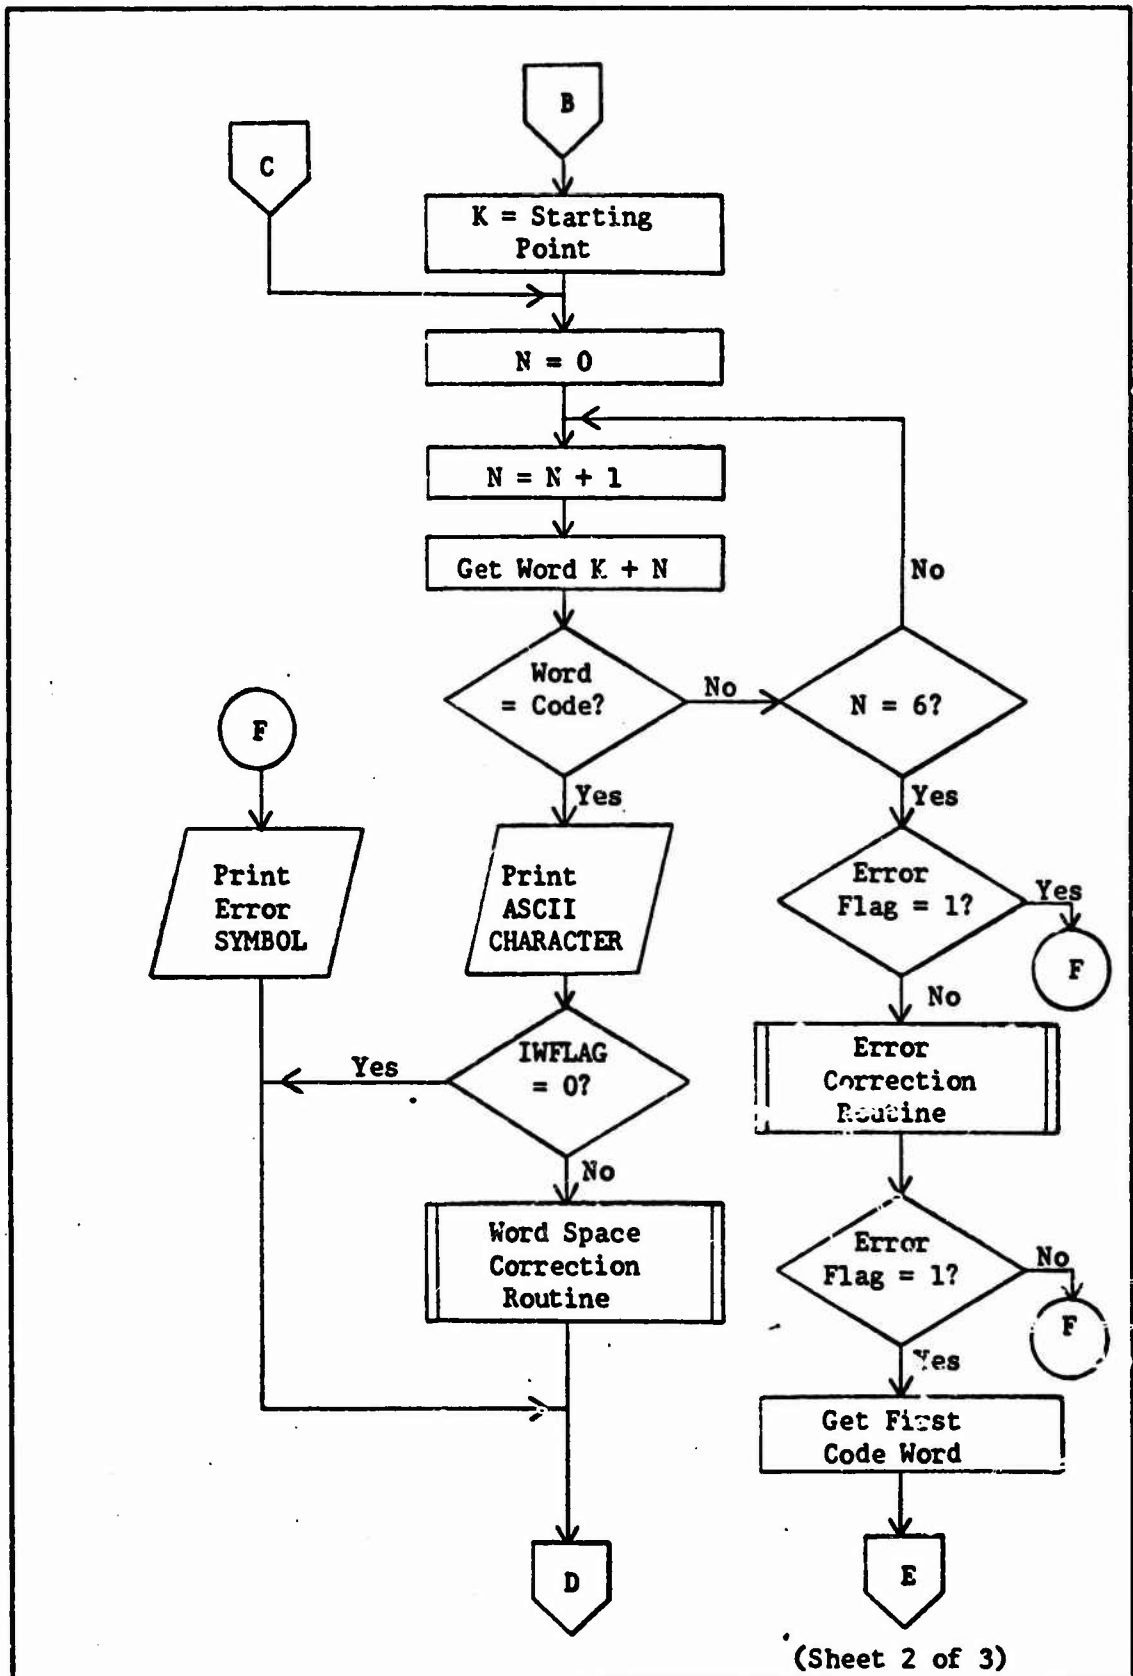 B
C
K = Starting
Point
N = 0
N = N + 1
Get Word K + N
No
Word
= Code?
No
N = 6?
F
Yes
Yes
Print
Error
SYMBOL
Print
ASCII
CHARACTER
Error
Flag = 1?
Yes
F
No
IWFLAG
= 0?
Yes
Error
Correction
Routine
No
Word Space
Correction
Routine
Error
Flag = 1?
No
F
Yes
Get First
Code Word
D
E
(Sheet 2 of 3)